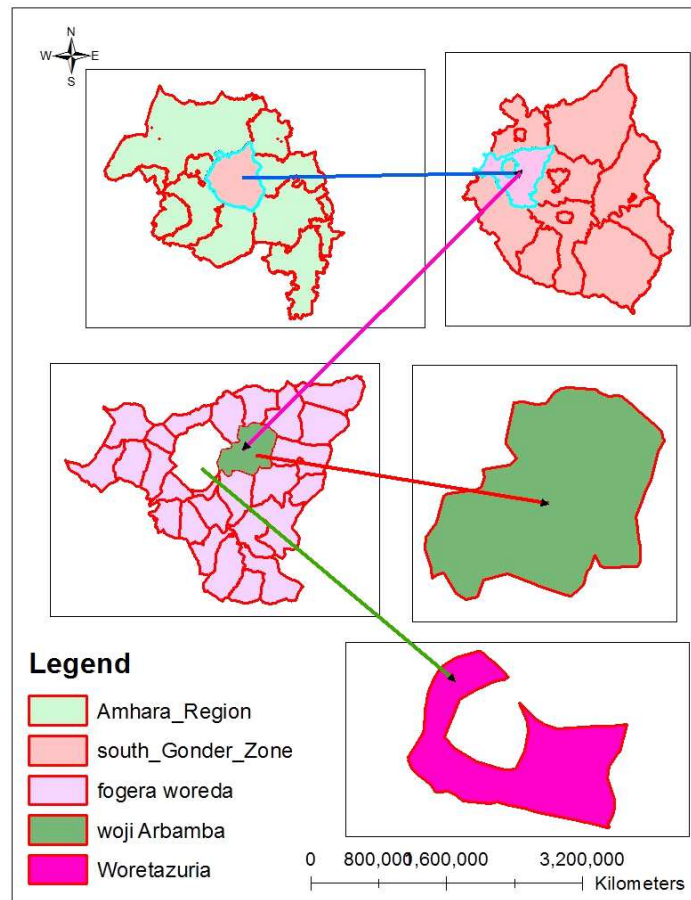 N
W E
S
Legend
Amhara_Region
south_Gonder_Zone
fogera woreda
woji Arbamba
Woretazuria
0 800,000 1,600,000 3,200,000
Kilometers